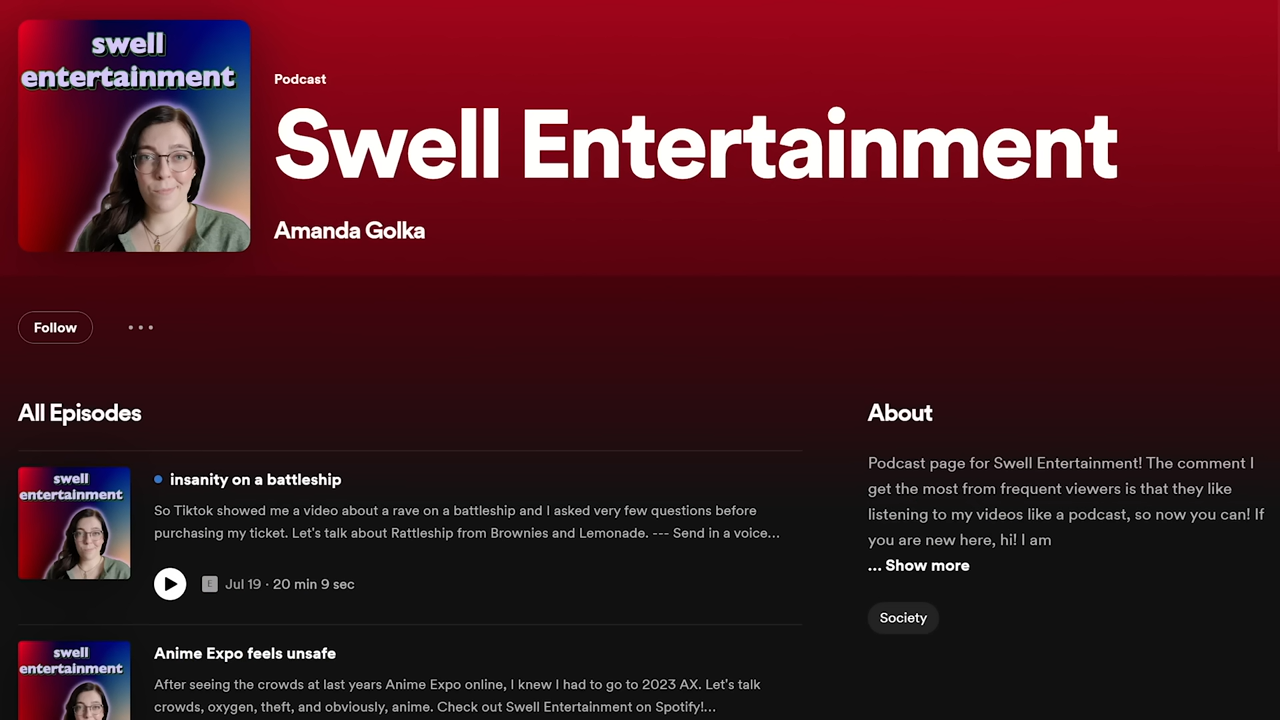 swell
entertainment
Podcast
Swell Entertainment
Amanda Golka
Follow
All Episodes
swell
entertainment
insanity on a battleship
So Tiktok showed me a video about a rave on a battleship and I asked very few questions before
purchasing my ticket. Let's talk about Rattleship from Brownies and Lemonade. --- Send in a voice...
E
Jul 19 · 20 min 9 sec
swell
entertainment
Anime Expo feels unsafe
After seeing the crowds at last years Anime Expo online, I knew I had to go to 2023 AX. Let's talk
crowds, oxygen, theft, and obviously, anime. Check out Swell Entertainment on Spotify!...
About
Podcast page for Swell Entertainment! The comment I
get the most from frequent viewers is that they like
listening to my videos like a podcast, so now you can! If
you are new here, hi! I am
... Show more
Society